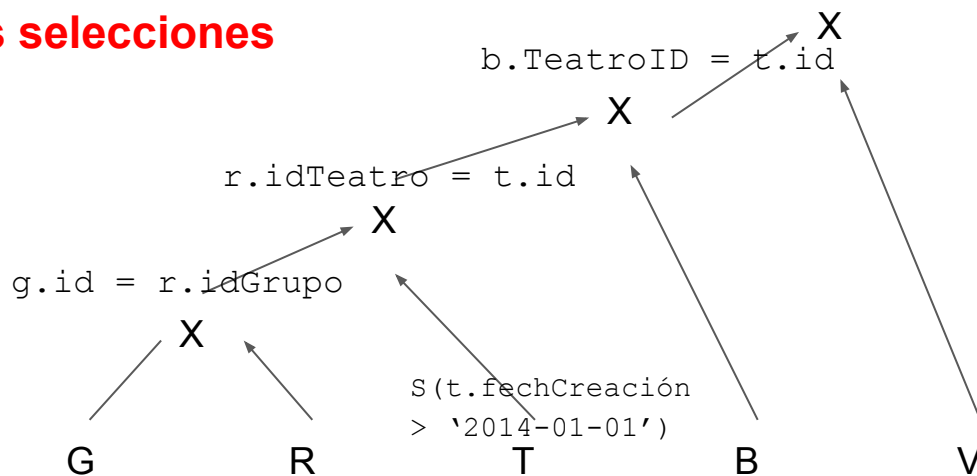 s selecciones
X
b.TeatroID = t.id
X
r.idTeatro = t.id
X
g.id = r.idGrupo
X
S(t.fechCreación
> ‘2014-01-01’)
G R T B V